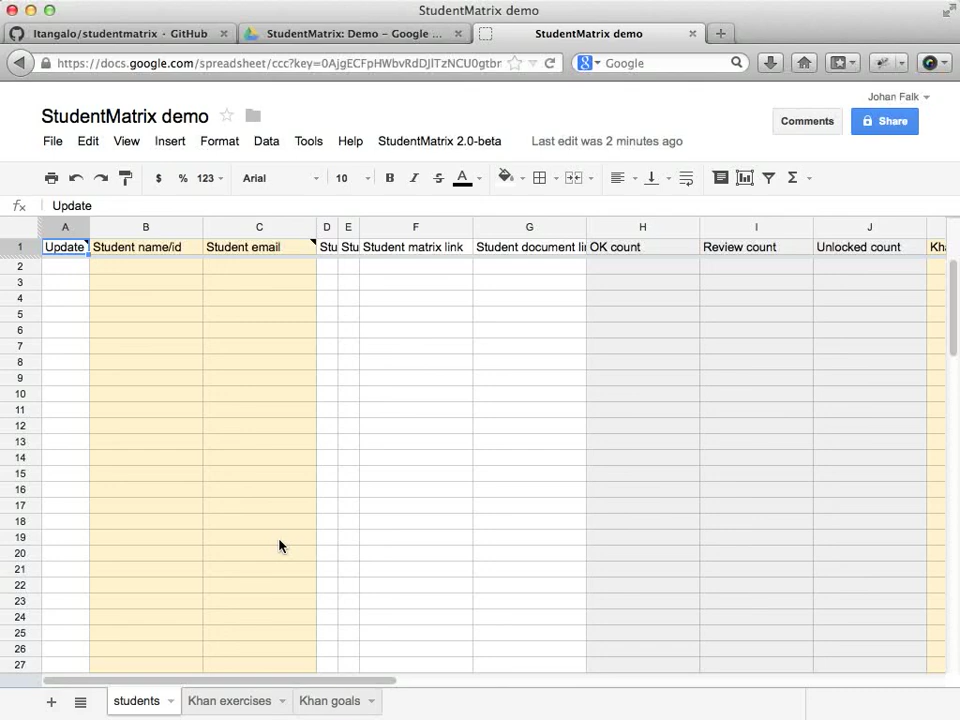 StudentMatrix demo
Itangalo/studentmatrix · GitHub
StudentMatrix: Demo – Google ...
StudentMatrix demo
https://docs.google.com/spreadsheet/ccc?key=0AjgECFpHWbvRdDJITzNCU0gtbr
Google
Johan Falk
StudentMatrix demo
Comments
Share
File Edit View Insert Format Data Tools Help StudentMatrix 2.0-beta Last edit was 2 minutes ago
$ % 123 Arial 10 B I S A Σ
fx Update
A B C D E F G H I J
1 Update Student name/id Student email Stu Stu Student matrix link Student document li OK count Review count Unlocked count Kha
2
3
4
5
6
7
8
9
10
11
12
13
14
15
16
17
18
19
20
21
22
23
24
25
26
27
students Khan exercises Khan goals